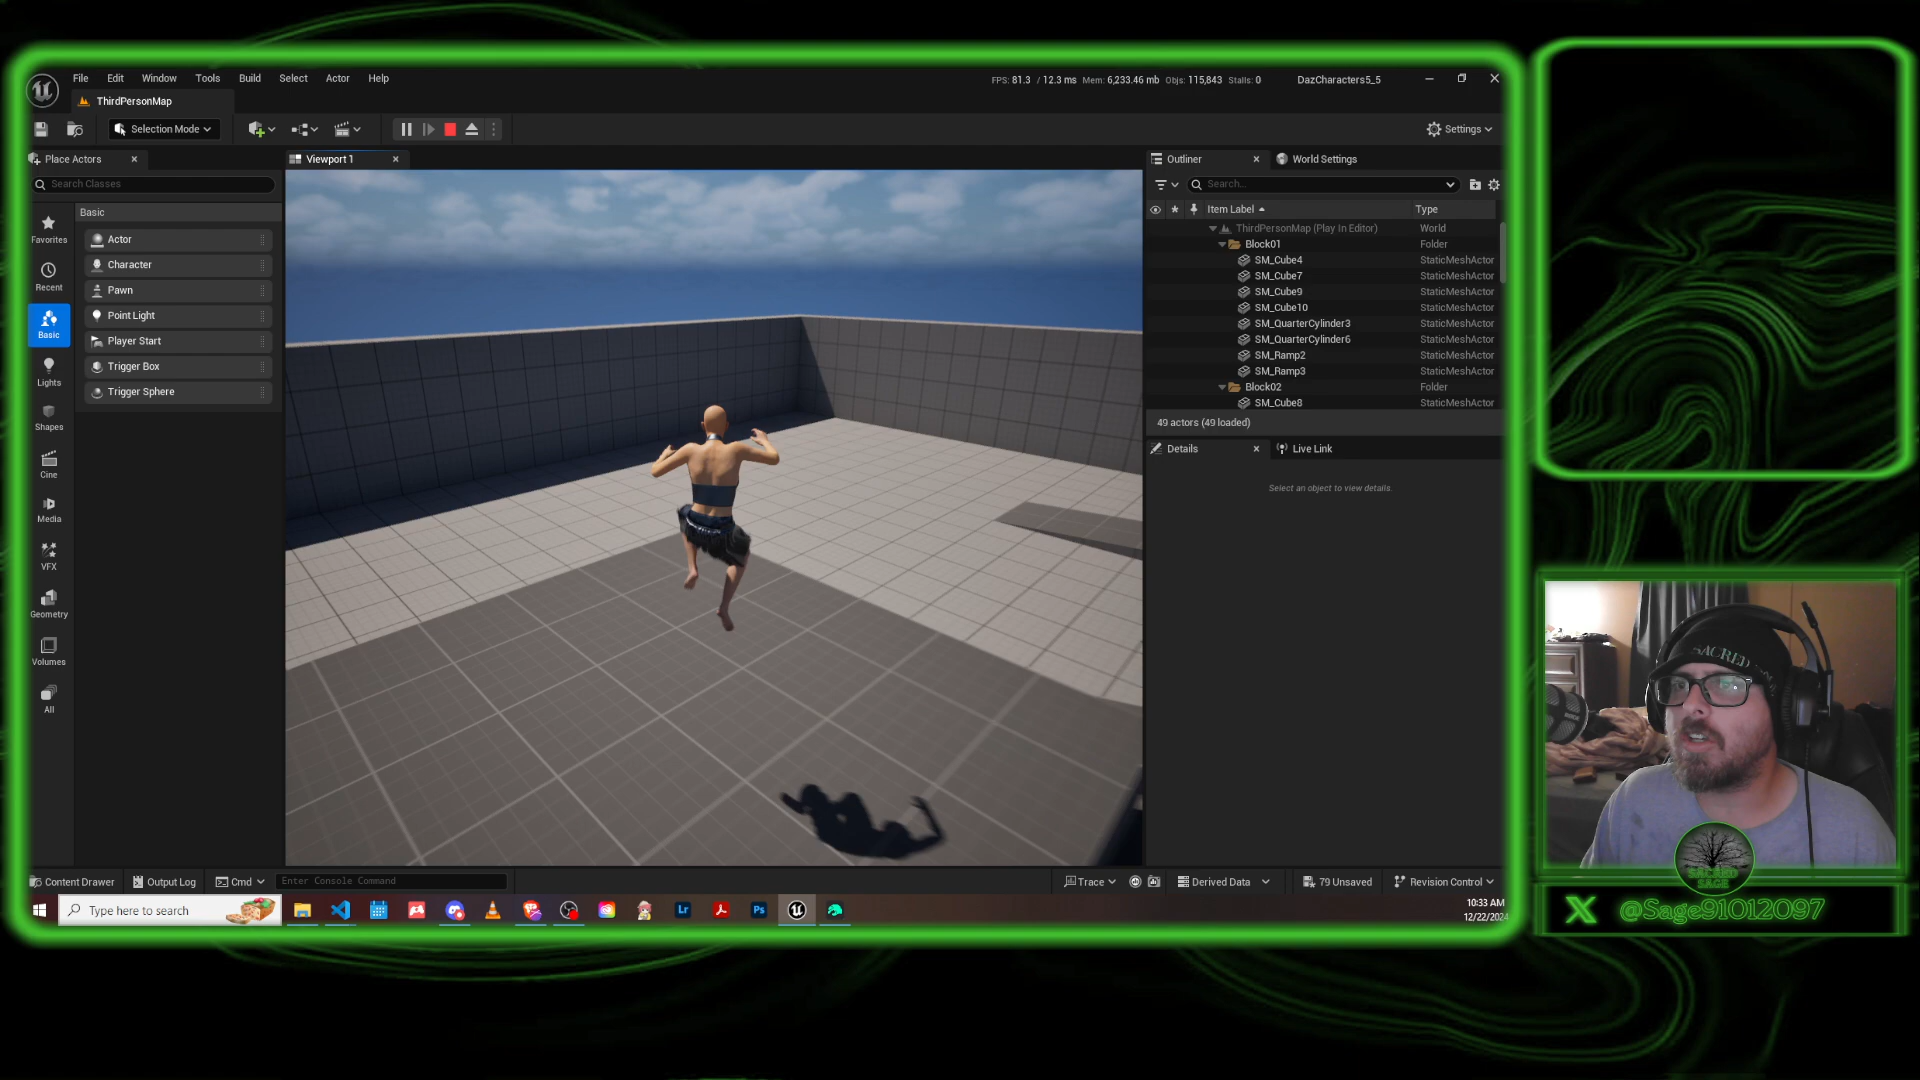 File Edit Window Tools Build Select Actor Help
FPS: 81.3 / 12.3 ms Mem: 6,233.46 mb Objs: 115,843 Stalls: 0
DazCharacters5_5
ThirdPersonMap
Selection Mode
Settings
Place Actors
Viewport 1
Outliner
World Settings
Search Classes
Search...
Basic
Item Label
Type
Favorites
Recent
Basic
Lights
Shapes
Cine
Media
VFX
Geometry
Volumes
All
Actor
Character
Pawn
Point Light
Player Start
Trigger Box
Trigger Sphere
ThirdPersonMap (Play In Editor) World
Block01 Folder
SM_Cube4 StaticMeshActor
SM_Cube7 StaticMeshActor
SM_Cube9 StaticMeshActor
SM_Cube10 StaticMeshActor
SM_QuarterCylinder3 StaticMeshActor
SM_QuarterCylinder6 StaticMeshActor
SM_Ramp2 StaticMeshActor
SM_Ramp3 StaticMeshActor
Block02 Folder
SM_Cube8 StaticMeshActor
49 actors (49 loaded)
Details
Live Link
Select an object to view details.
SACRED
SACRED
SAGE
Content Drawer
Output Log
Cmd
Enter Console Command
Trace
Derived Data
79 Unsaved
Revision Control
Type here to search
Lr
Ps
10:33 AM
12/22/2024
X @Sage91012097